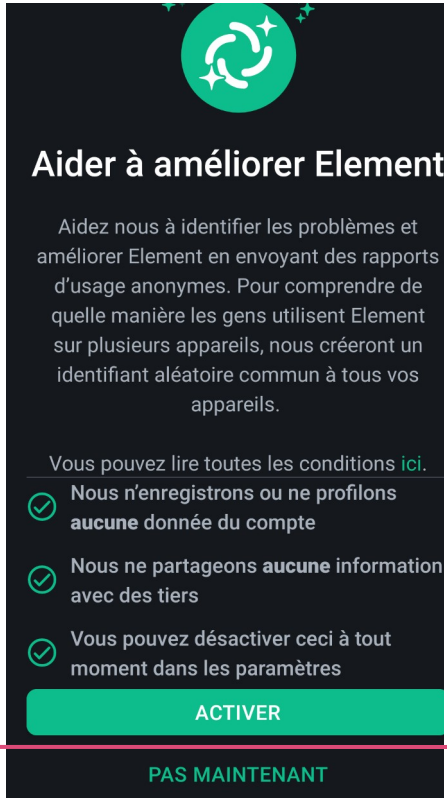 Aider à améliorer Element
Aidez nous à identifier les problèmes et
améliorer Element en envoyant des rapports
d’usage anonymes. Pour comprendre de
quelle manière les gens utilisent Element
sur plusieurs appareils, nous créeront un
identifiant aléatoire commun à tous vos
appareils.
Vous pouvez lire toutes les conditions ici.
Nous n’enregistrons ou ne profilons
aucune donnée du compte
Nous ne partageons aucune information
avec des tiers
Vous pouvez désactiver ceci à tout
moment dans les paramètres
ACTIVER
PAS MAINTENANT